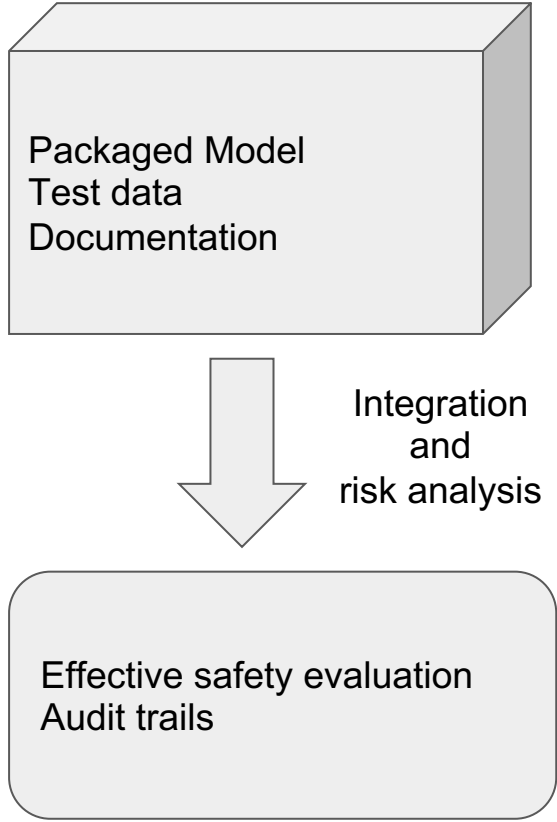 Packaged Model
Test data
Documentation
Integration
and
risk analysis
Effective safety evaluation
Audit trails